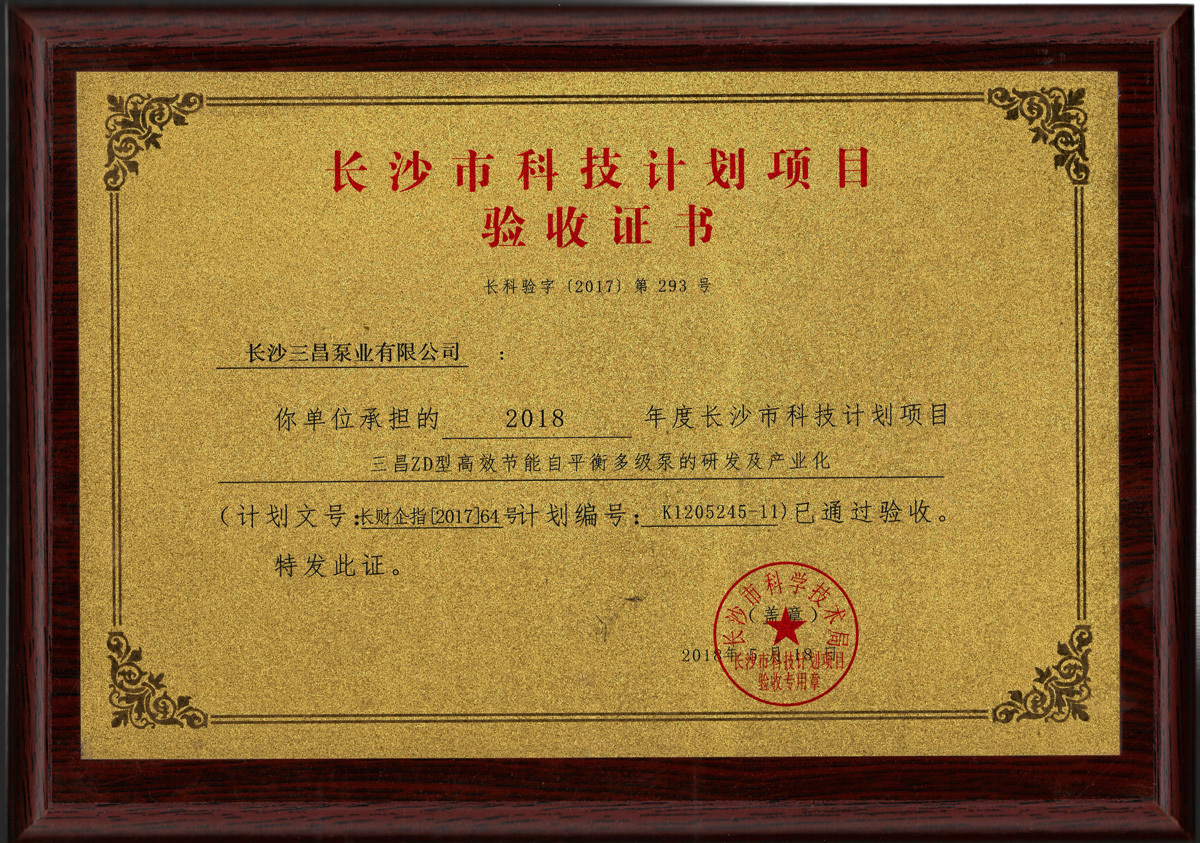 长沙市科技计划项目
验收证书
长科验字〔2017〕第 293 号
长沙三昌泵业有限公司 :
你单位承担的 2018 年度长沙市科技计划项目
三昌ZD型高效节能自平衡多级泵的研发及产业化
(计划文号:长财企指[2017]64号计划编号:K1205245-11)已通过验收。
特发此证。
长沙市科学技术局
(盖章)
2018年 5月 18日
长沙市科技计划项目
验收专用章